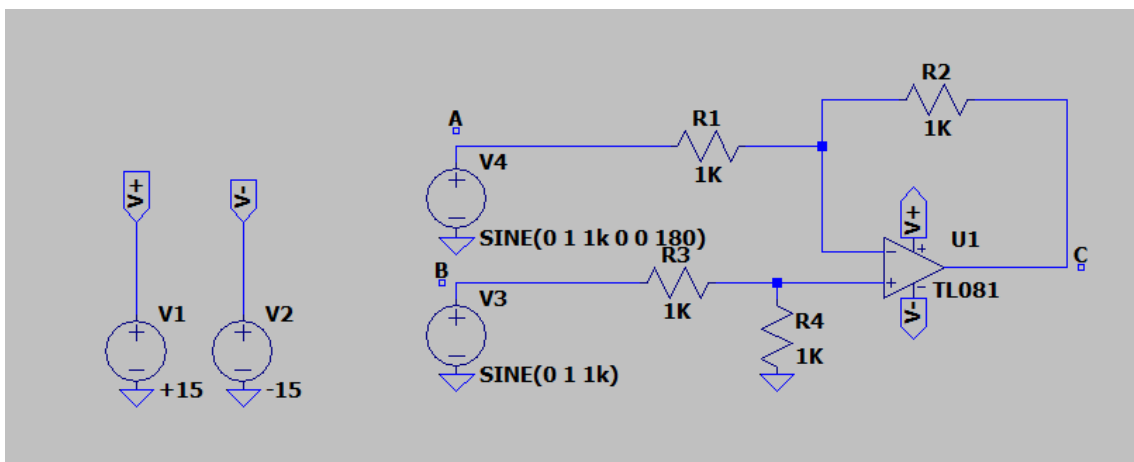 R2
1K
A
R1
1K
V4
SINE(0 1 1k 0 0 180)
V+
V-
V+
U1
C
TL081
V-
B
R3
1K
V3
SINE(0 1 1k)
R4
1K
V1
+15
V2
-15